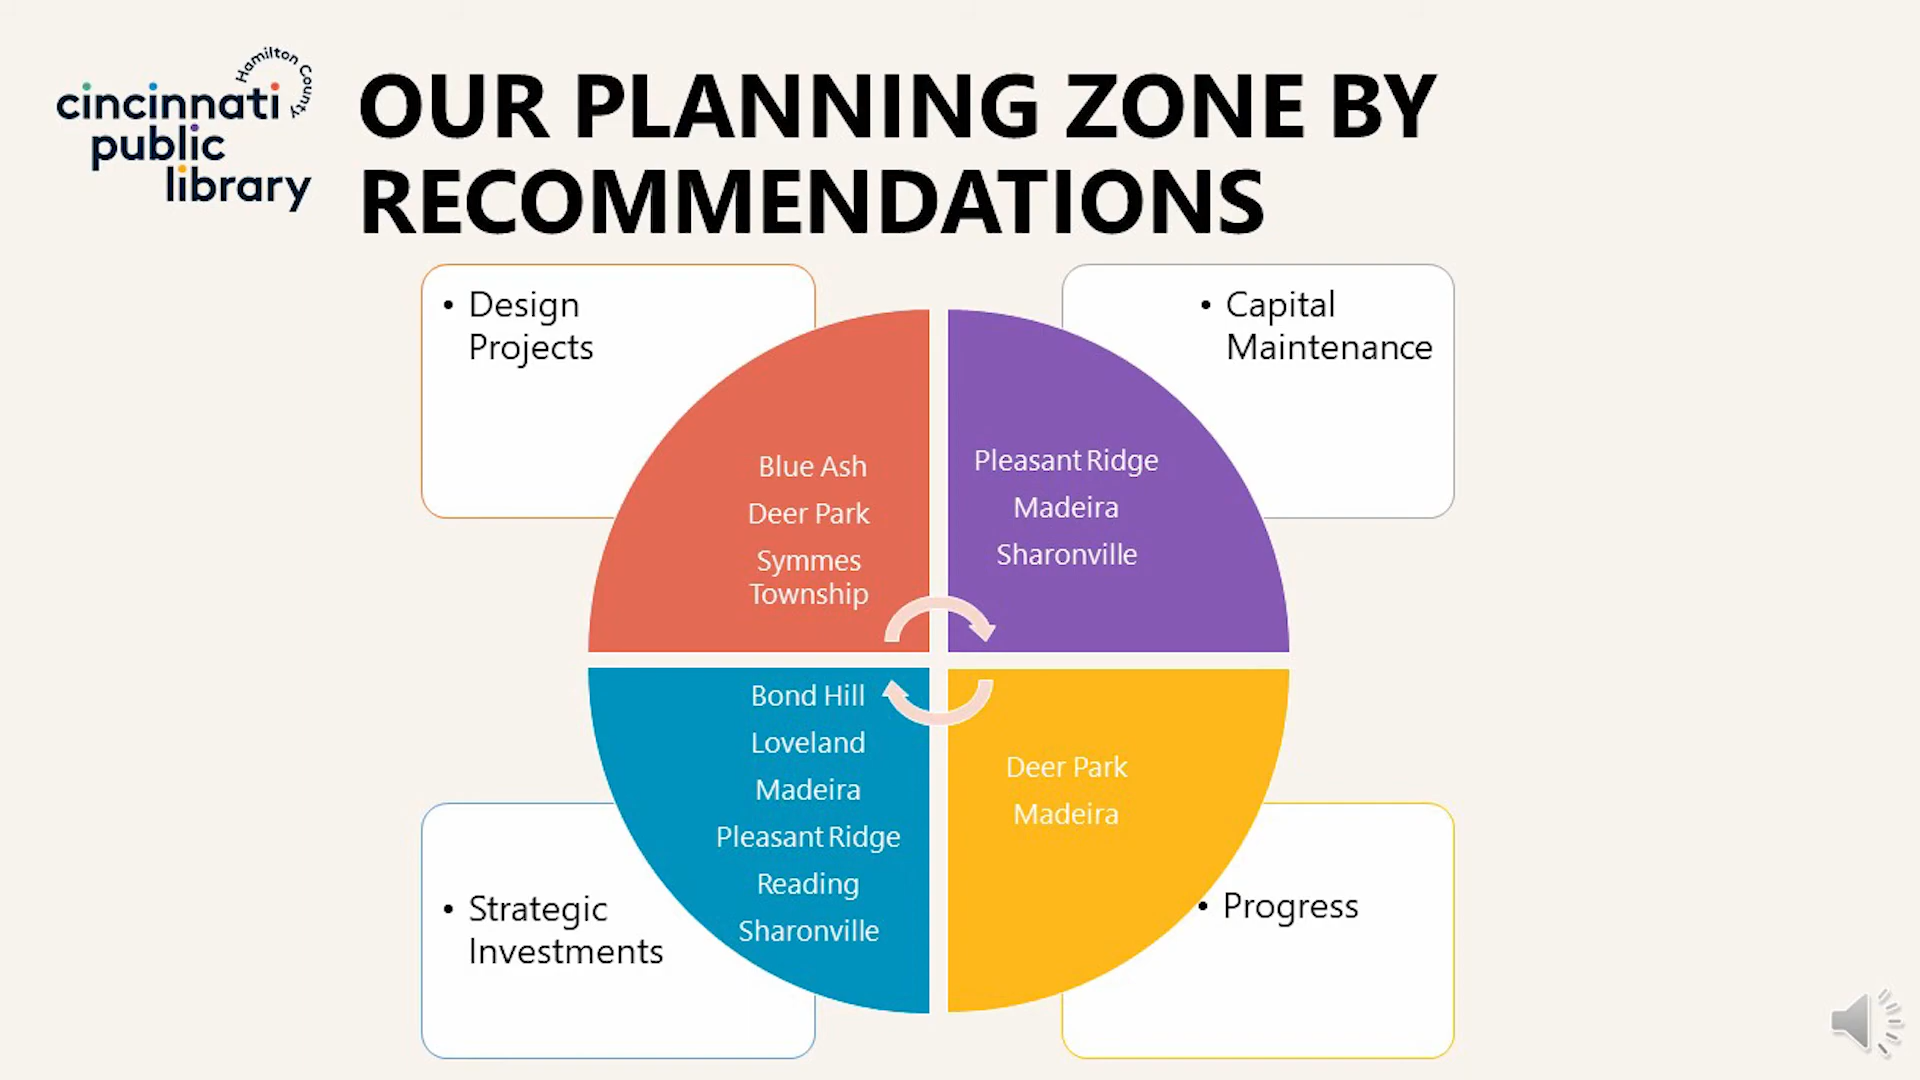 Hamilton County
cincinnati
public
library
OUR PLANNING ZONE BY
RECOMMENDATIONS
• Design
Projects
• Capital
Maintenance
Blue Ash
Deer Park
Symmes
Township
Pleasant Ridge
Madeira
Sharonville
Bond Hill
Loveland
Madeira
Pleasant Ridge
Reading
Sharonville
Deer Park
Madeira
• Strategic
Investments
• Progress